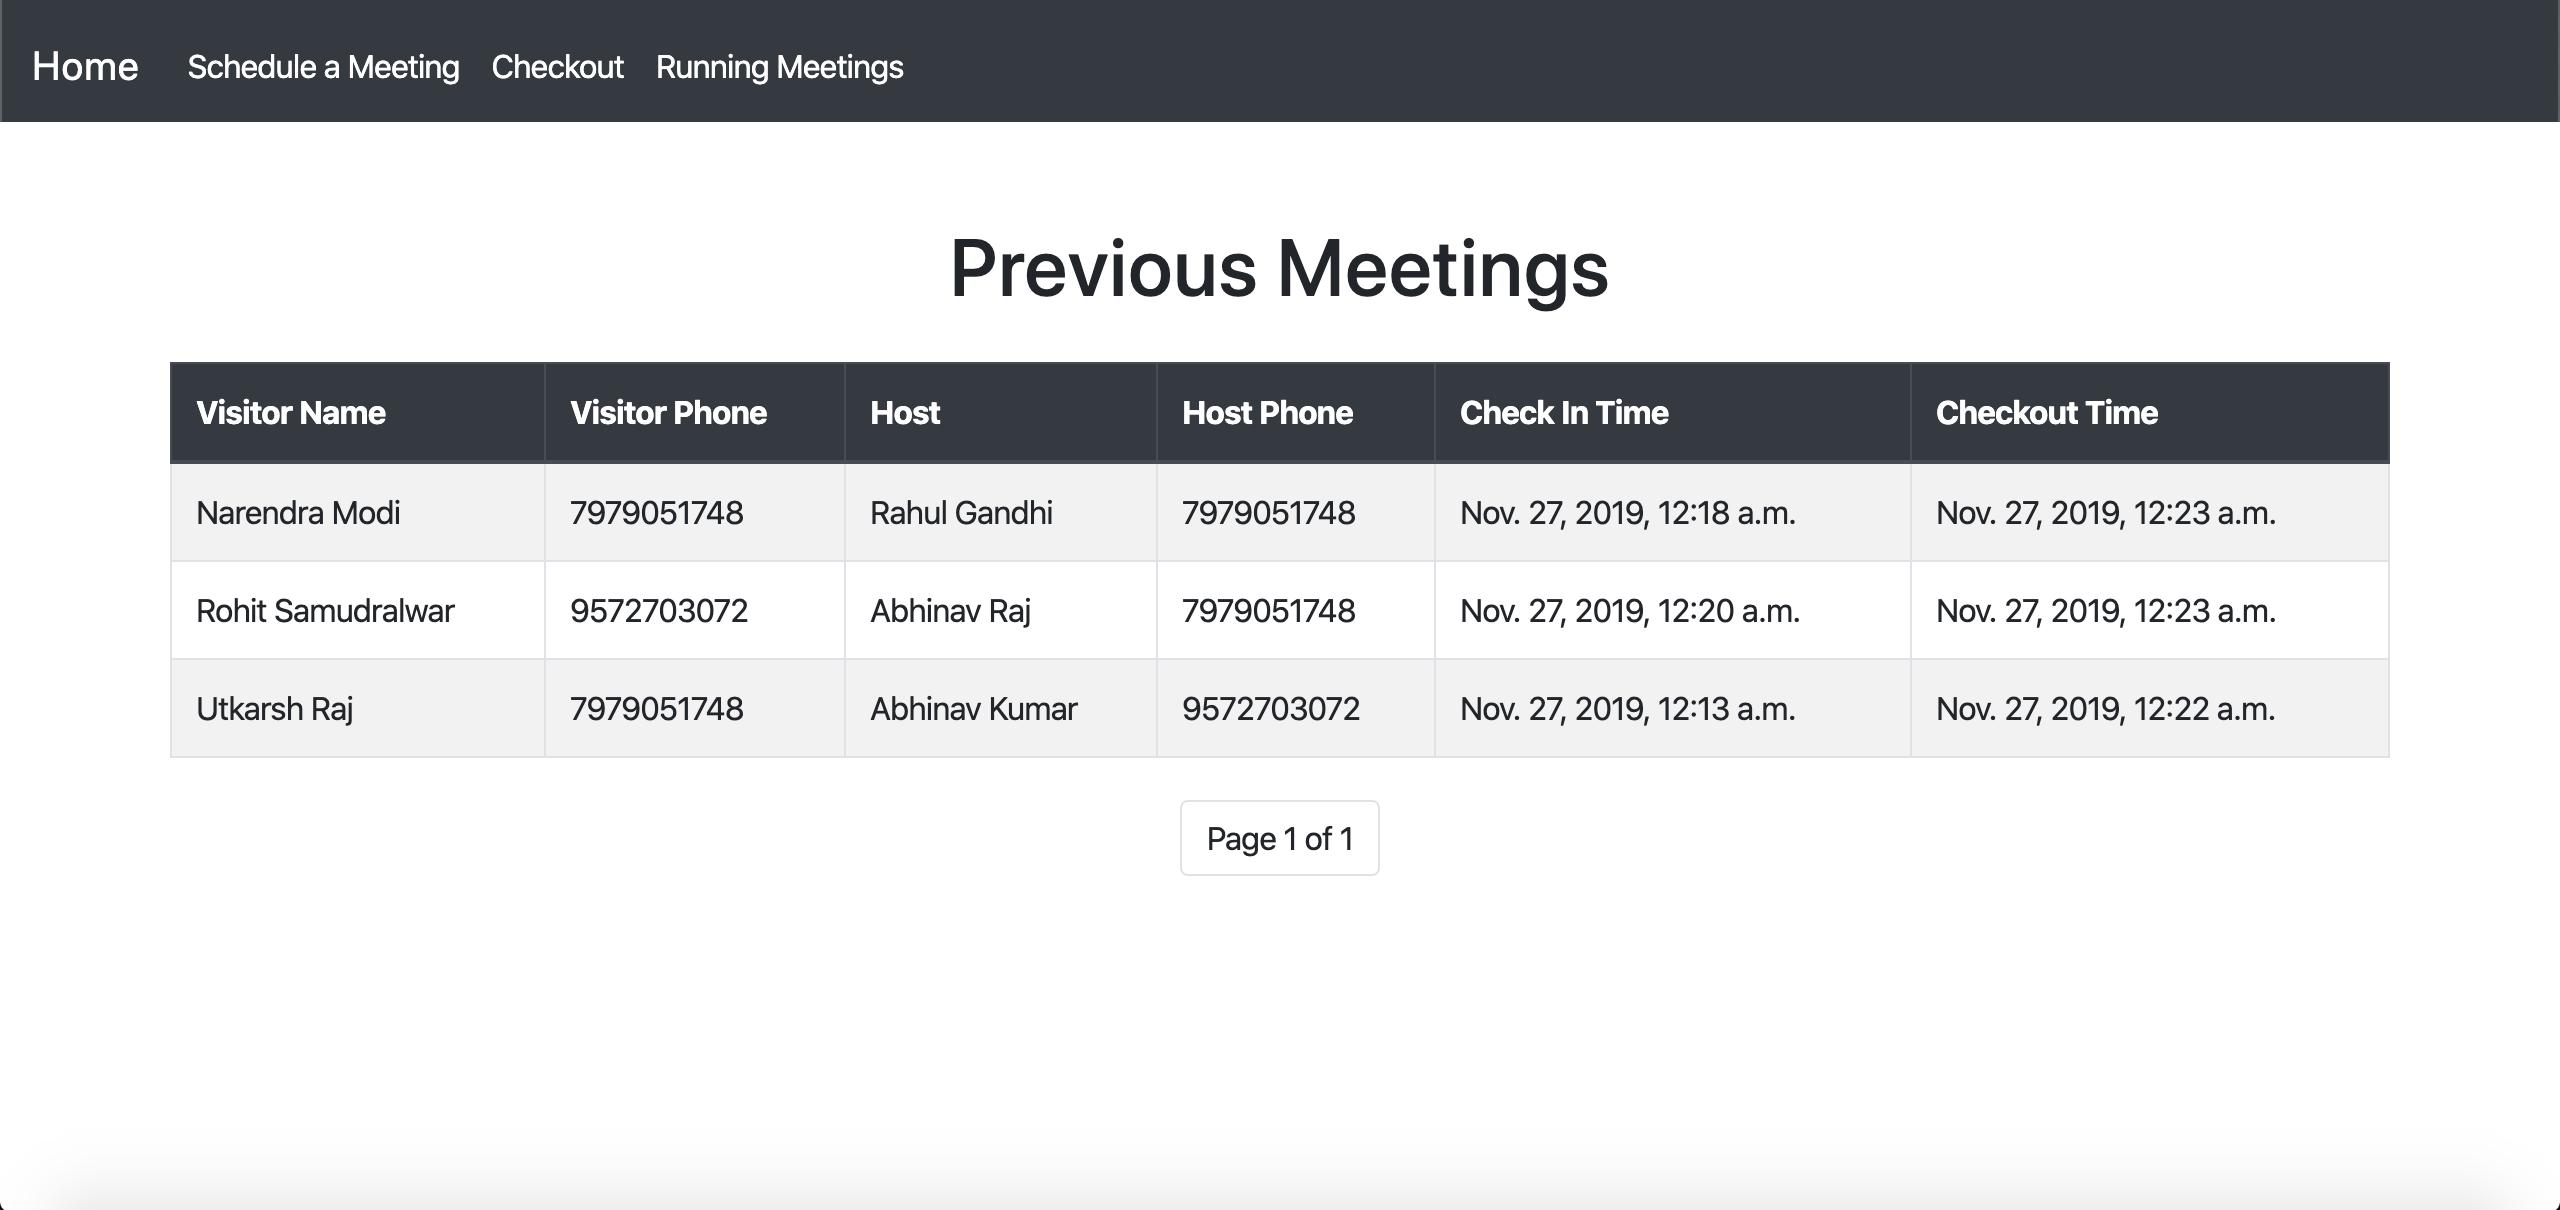 Home Schedule a Meeting Checkout Running Meetings
Previous Meetings
Visitor Name Visitor Phone Host Host Phone Check In Time Checkout Time
Narendra Modi 7979051748 Rahul Gandhi 7979051748 Nov. 27, 2019, 12:18 a.m. Nov. 27, 2019, 12:23 a.m.
Rohit Samudralwar 9572703072 Abhinav Raj 7979051748 Nov. 27, 2019, 12:20 a.m. Nov. 27, 2019, 12:23 a.m.
Utkarsh Raj 7979051748 Abhinav Kumar 9572703072 Nov. 27, 2019, 12:13 a.m. Nov. 27, 2019, 12:22 a.m.
Page 1 of 1